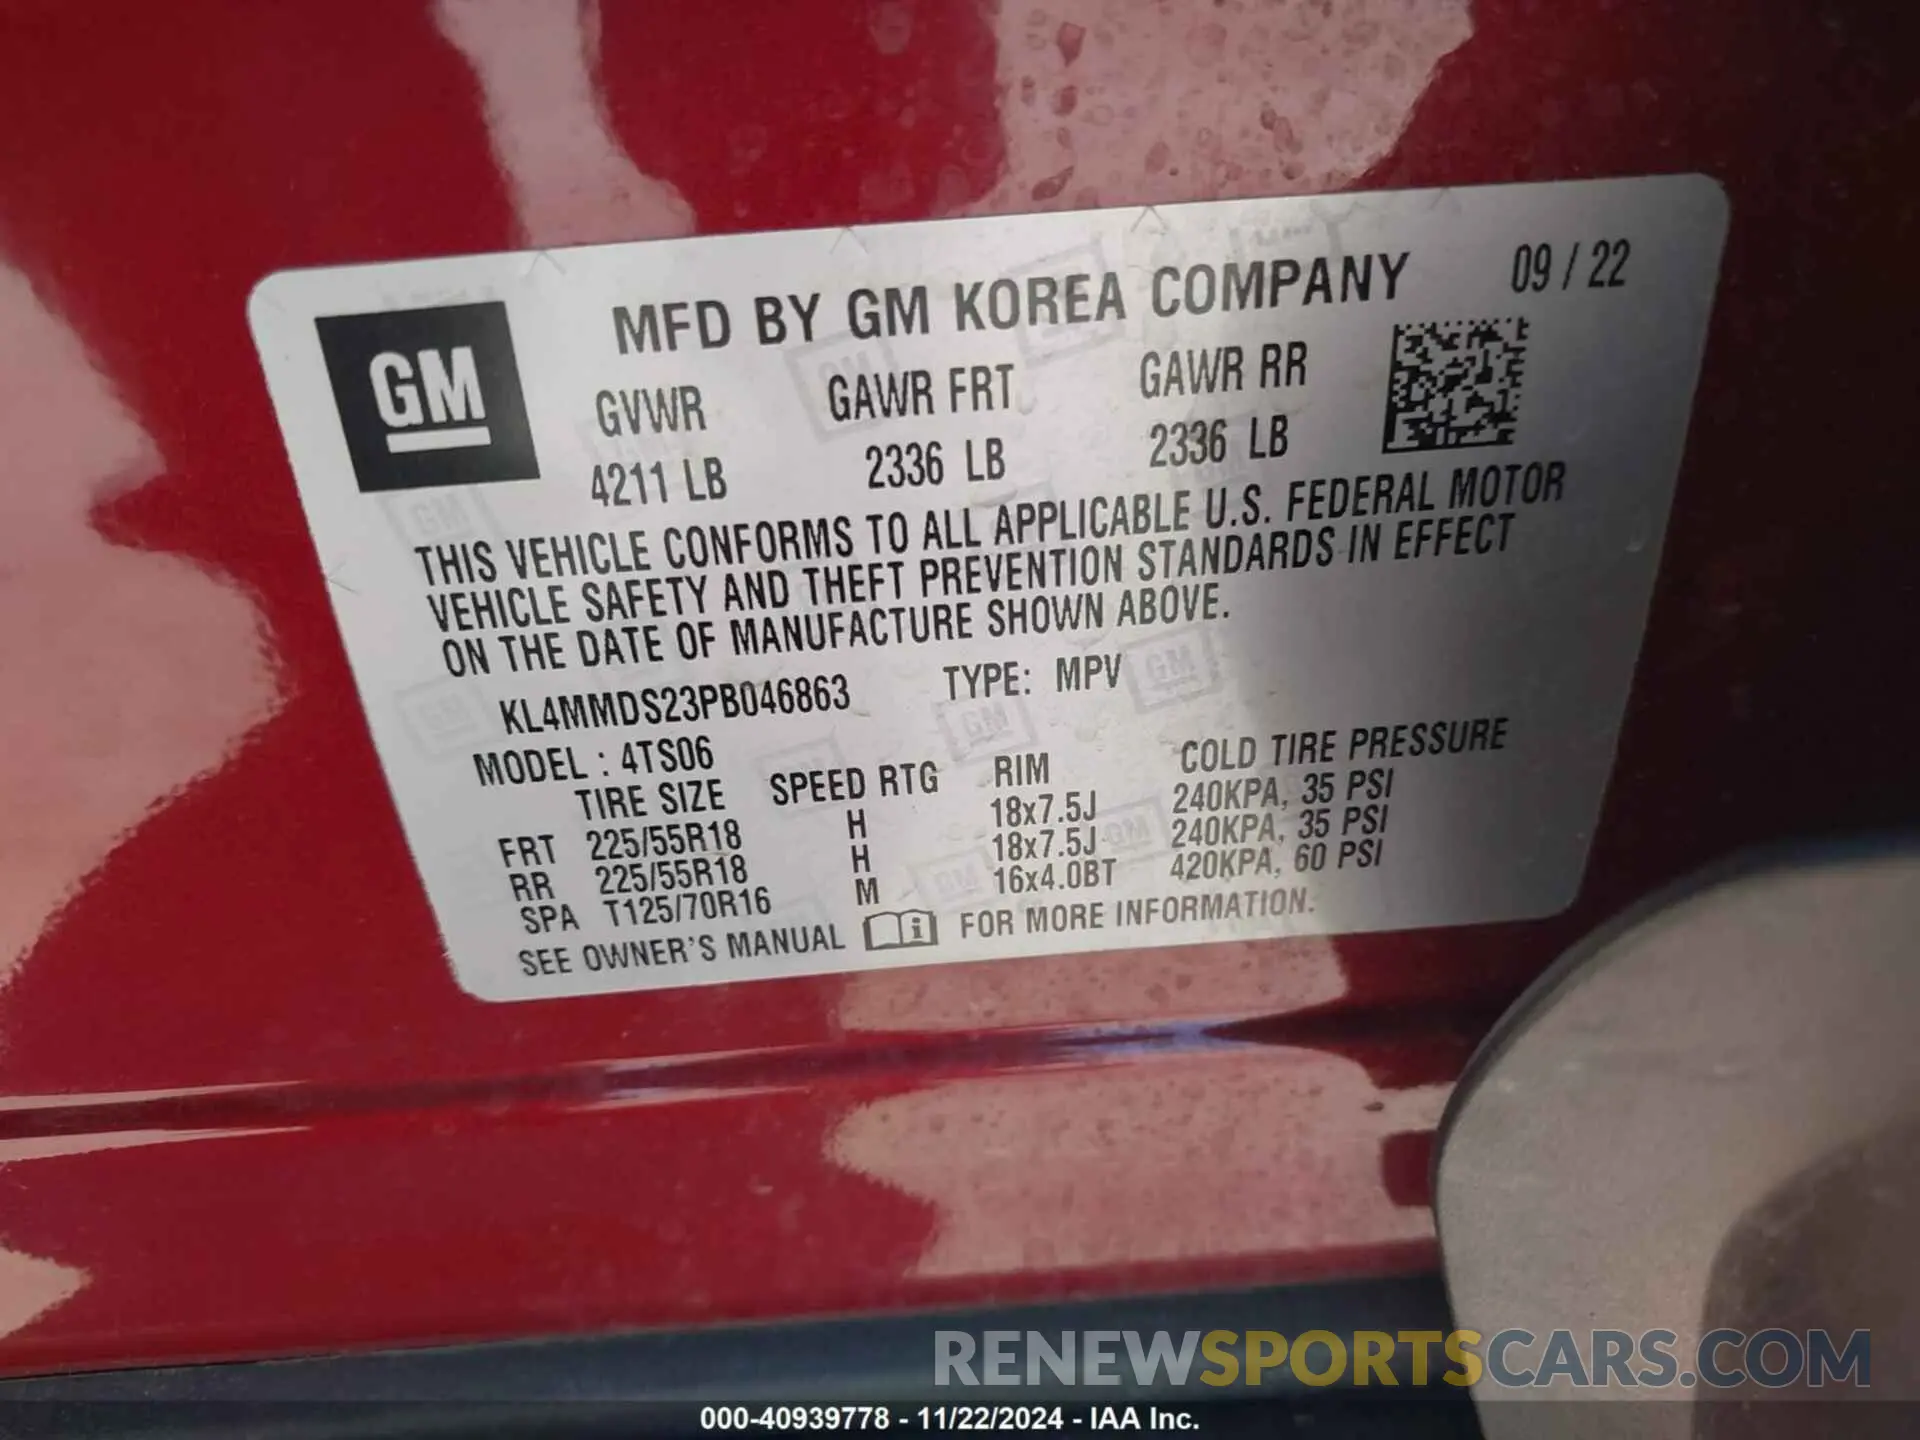 GM
MFD BY GM KOREA COMPANY 09 / 22
GVWR GAWR FRT GAWR RR
4211 LB 2336 LB 2336 LB
THIS VEHICLE CONFORMS TO ALL APPLICABLE U.S. FEDERAL MOTOR
VEHICLE SAFETY AND THEFT PREVENTION STANDARDS IN EFFECT
ON THE DATE OF MANUFACTURE SHOWN ABOVE.
KL4MMDS23PB046863 TYPE: MPV
MODEL : 4TS06
TIRE SIZE SPEED RTG RIM COLD TIRE PRESSURE
FRT 225/55R18 H 18x7.5J 240KPA, 35 PSI
RR 225/55R18 H 18x7.5J 240KPA, 35 PSI
SPA T125/70R16 M 16x4.0BT 420KPA, 60 PSI
SEE OWNER'S MANUAL i FOR MORE INFORMATION.
RENEWSPORTSCARS.COM
000-40939778 - 11/22/2024 - IAA Inc.